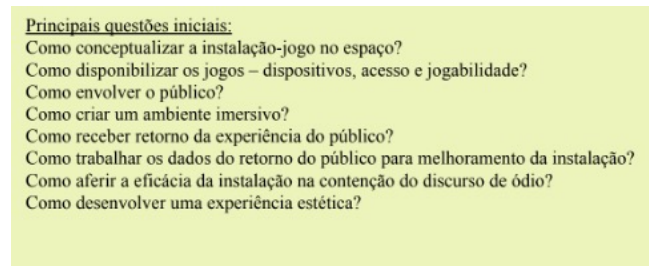 Principais questões iniciais:
Como conceptualizar a instalação-jogo no espaço?
Como disponibilizar os jogos – dispositivos, acesso e jogabilidade?
Como envolver o público?
Como criar um ambiente imersivo?
Como receber retorno da experiência do público?
Como trabalhar os dados do retorno do público para melhoramento da instalação?
Como aferir a eficácia da instalação na contenção do discurso de ódio?
Como desenvolver uma experiência estética?